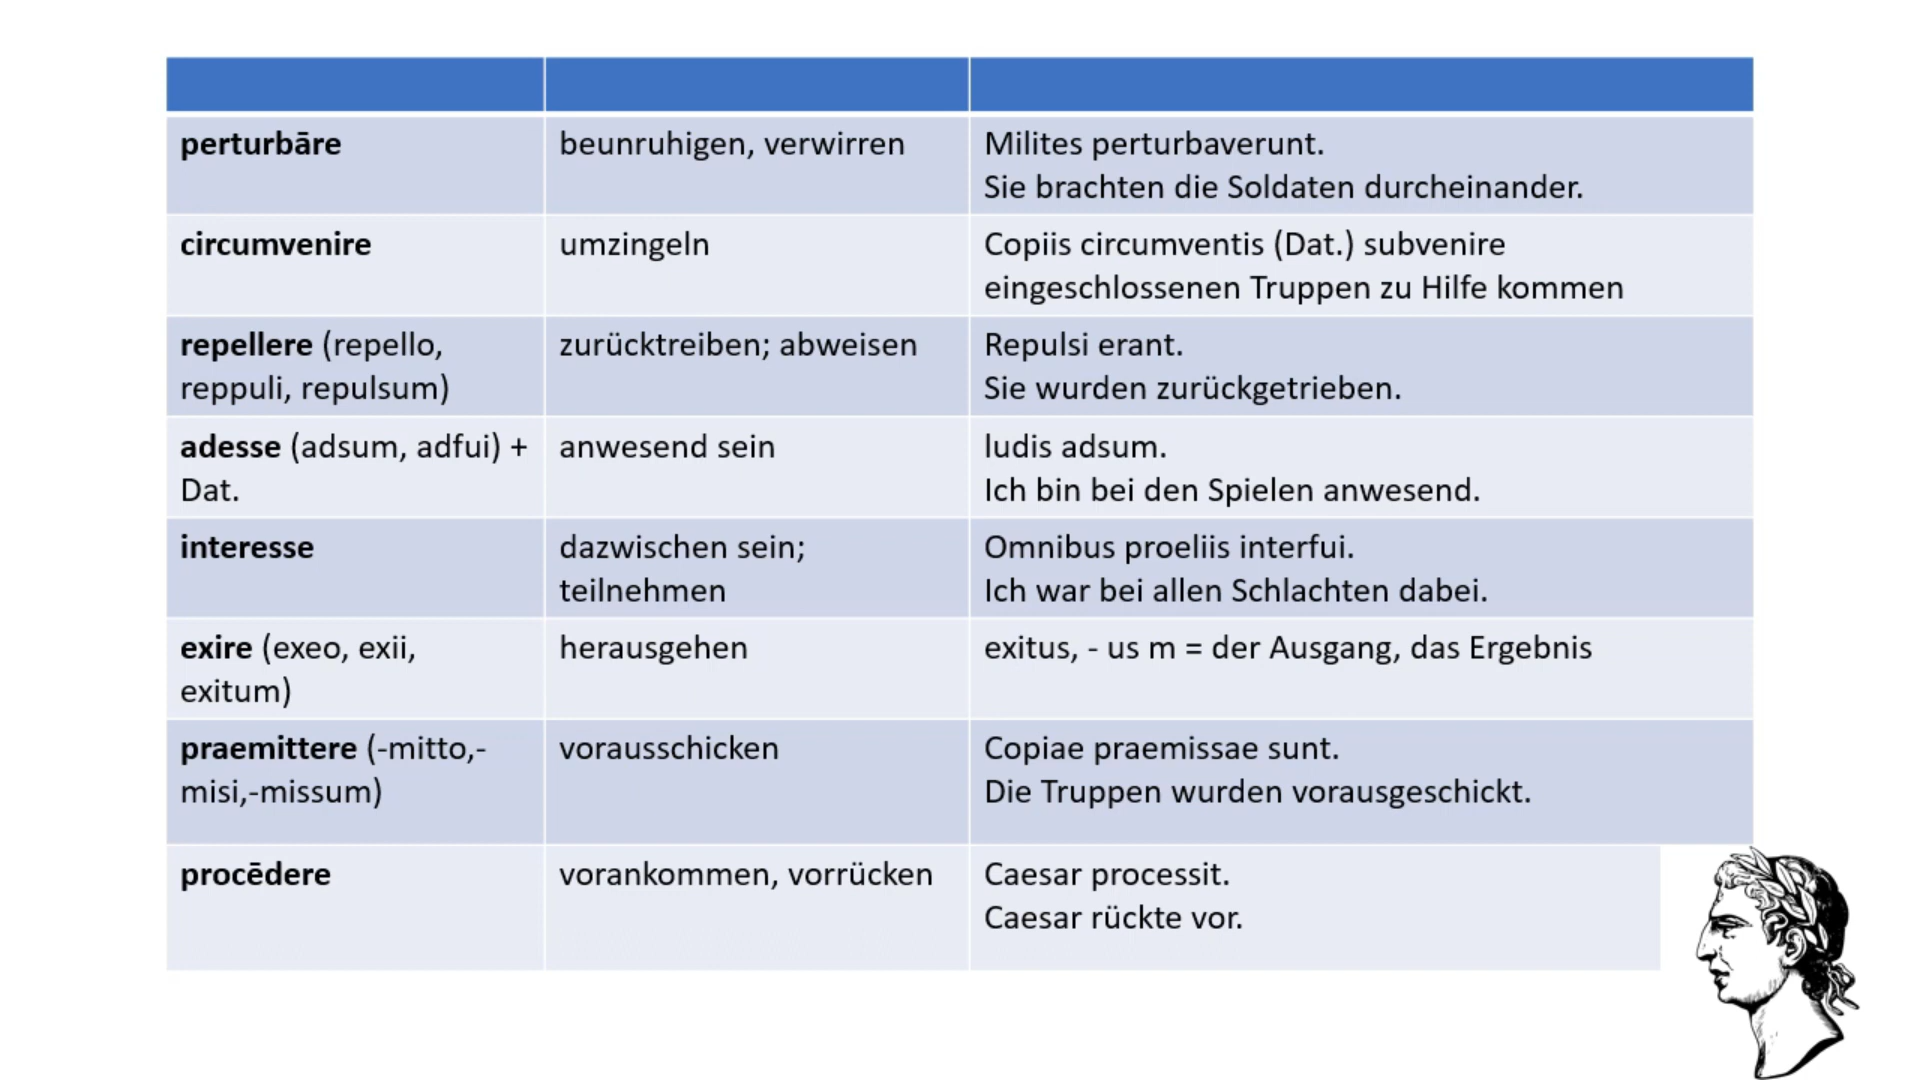 perturbāre
beunruhigen, verwirren
Milites perturbaverunt.
Sie brachten die Soldaten durcheinander.
circumvenire
umzingeln
Copiis circumventis (Dat.) subvenire
eingeschlossenen Truppen zu Hilfe kommen
repellere (repello,
reppuli, repulsum)
zurücktreiben; abweisen
Repulsi erant.
Sie wurden zurückgetrieben.
adesse (adsum, adfui) +
Dat.
anwesend sein
ludis adsum.
Ich bin bei den Spielen anwesend.
interesse
dazwischen sein;
teilnehmen
Omnibus proeliis interfui.
Ich war bei allen Schlachten dabei.
exire (exeo, exii,
exitum)
herausgehen
exitus, - us m = der Ausgang, das Ergebnis
praemittere (-mitto,-
misi,-missum)
vorausschicken
Copiae praemissae sunt.
Die Truppen wurden vorausgeschickt.
procēdere
vorankommen, vorrücken
Caesar processit.
Caesar rückte vor.